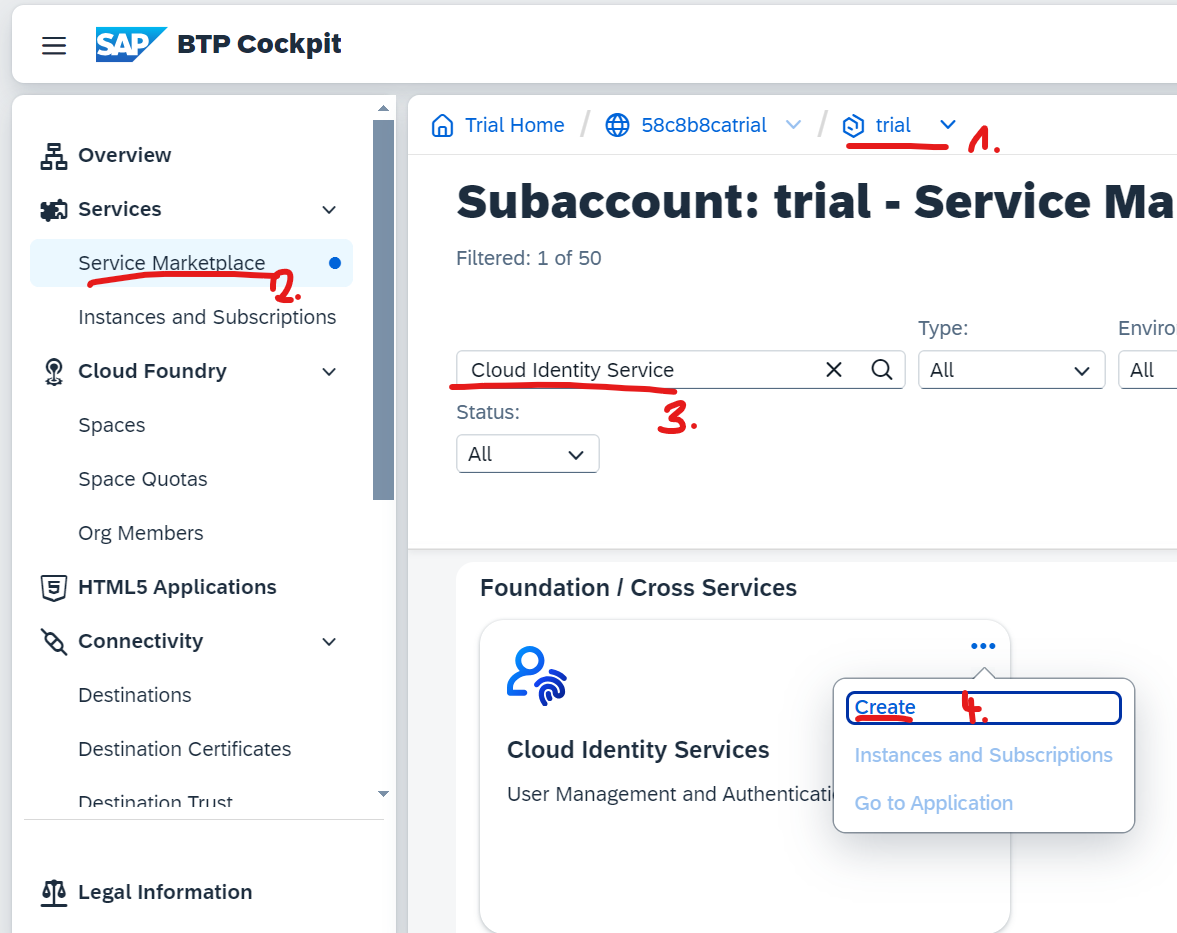 SAP BTP Cockpit
Overview
Services
Service Marketplace
2.
Instances and Subscriptions
Cloud Foundry
Spaces
Space Quotas
Org Members
HTML5 Applications
Connectivity
Destinations
Destination Certificates
Destination Trust
Legal Information
Trial Home / 58c8b8catrial / trial
1.
Subaccount: trial - Service Ma
Filtered: 1 of 50
Type:
Enviro
Cloud Identity Service
All
All
3.
Status:
All
Foundation / Cross Services
Cloud Identity Services
User Management and Authenticati
Create
4.
Instances and Subscriptions
Go to Application